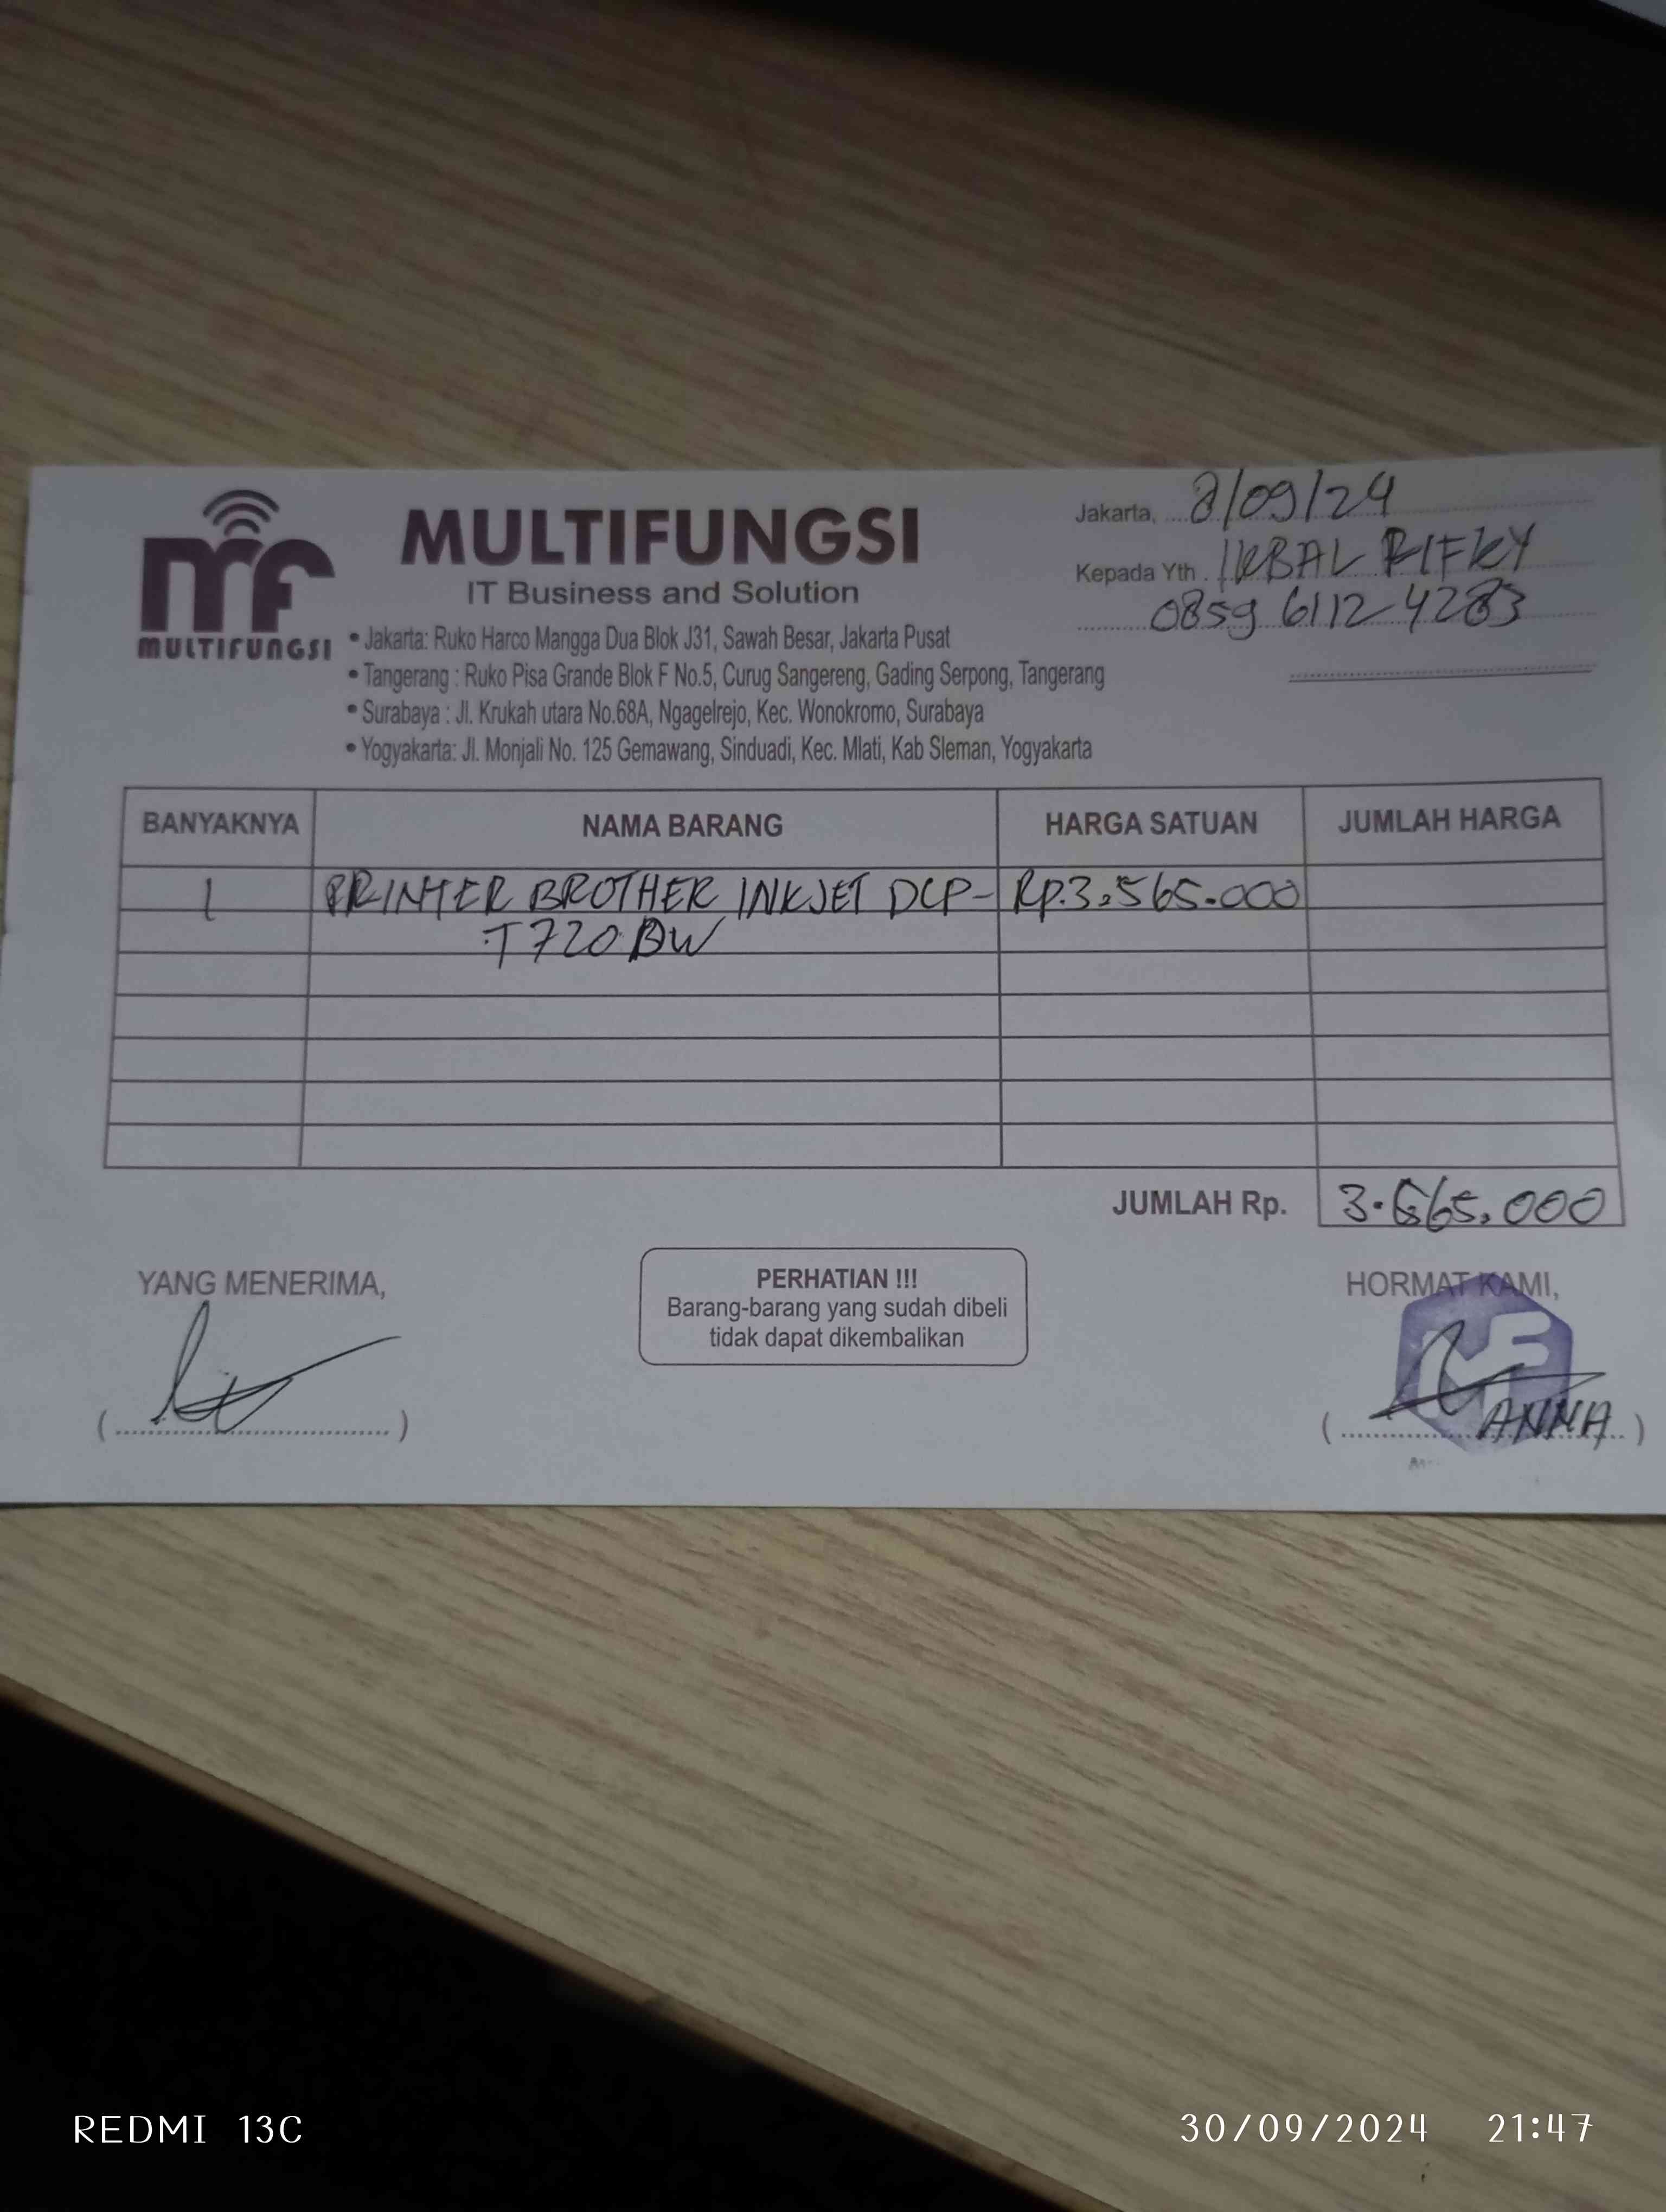 mf
MULTIFUNGSI
MULTIFUNGSI
IT Business and Solution
• Jakarta: Ruko Harco Mangga Dua Blok J31, Sawah Besar, Jakarta Pusat
• Tangerang : Ruko Pisa Grande Blok F No.5, Curug Sangereng, Gading Serpong, Tangerang
• Surabaya : Jl. Krukah utara No.68A, Ngagelrejo, Kec. Wonokromo, Surabaya
• Yogyakarta: Jl. Monjali No. 125 Gemawang, Sinduadi, Kec. Mlati, Kab Sleman, Yogyakarta
Jakarta, 8/09/24
Kepada Yth. IKBAL RIFKY
0859 6112 4283
BANYAKNYA NAMA BARANG HARGA SATUAN JUMLAH HARGA
1 PRINTER BROTHER INKJET DCP- Rp.3.565.000
T720DW
JUMLAH Rp. 3.565.000
YANG MENERIMA,
PERHATIAN !!!
Barang-barang yang sudah dibeli
tidak dapat dikembalikan
HORMAT KAMI,
MF
ANNA
REDMI 13C
30/09/2024 21:47